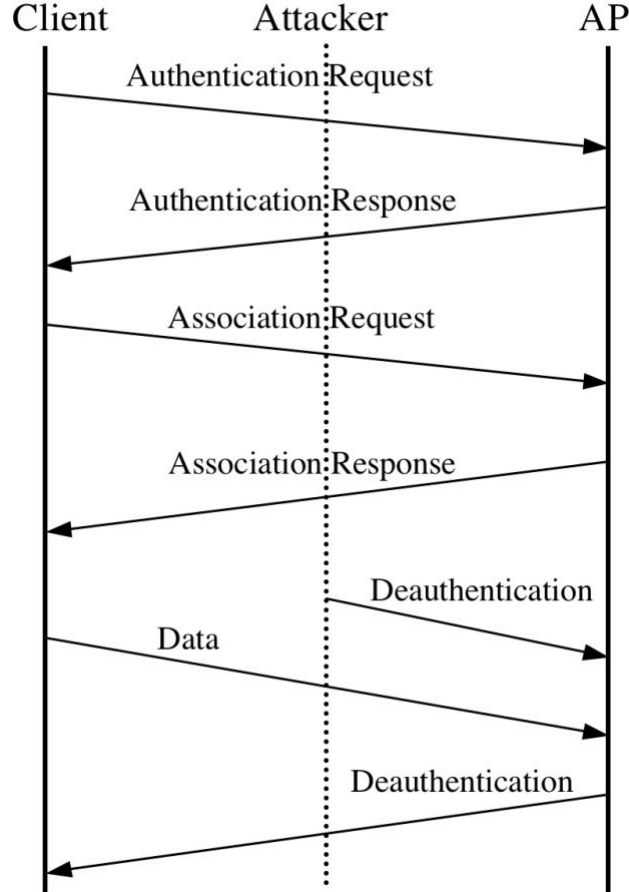 Client Attacker AP
Authentication Request
Authentication Response
Association Request
Association Response
Deauthentication
Data
Deauthentication